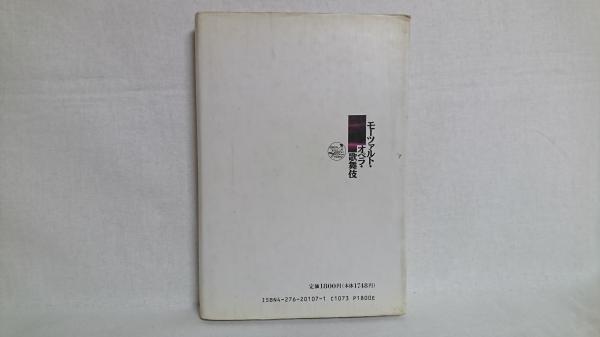 モーツァルト・
オペラ・
歌舞伎
定価1800円(本体1748円)
ISBN4-276-20107-1 C1073 P1800E